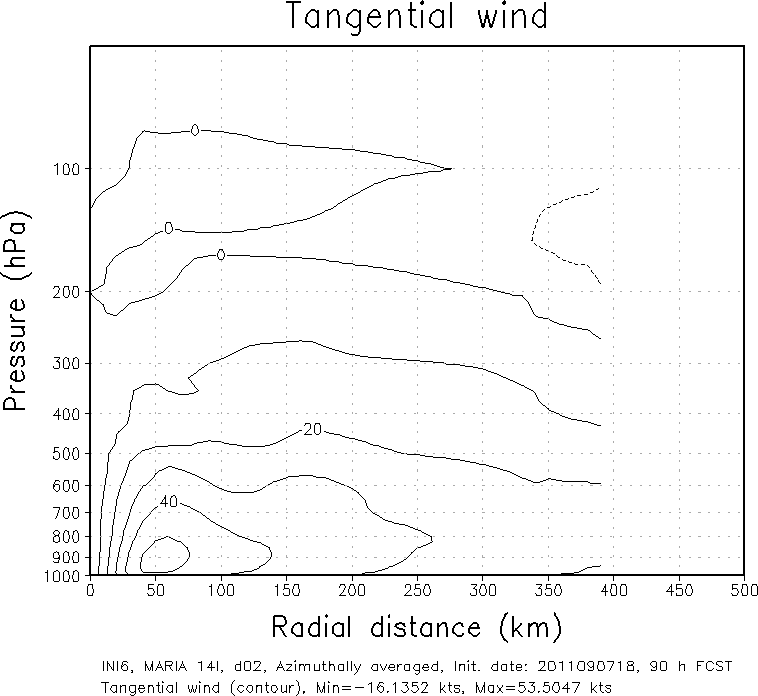 Tangential wind
0
100
0
0
200
300
400
20
500
600
40
700
800
900
1000
0 50 100 150 200 250 300 350 400 450 500
Pressure (hPa)
Radial distance (km)
INI6, MARIA 14l, d02, Azimuthally averaged, Init. date: 2011090718, 90 h FCST
Tangential wind (contour), Min=-16.1352 kts, Max=53.5047 kts